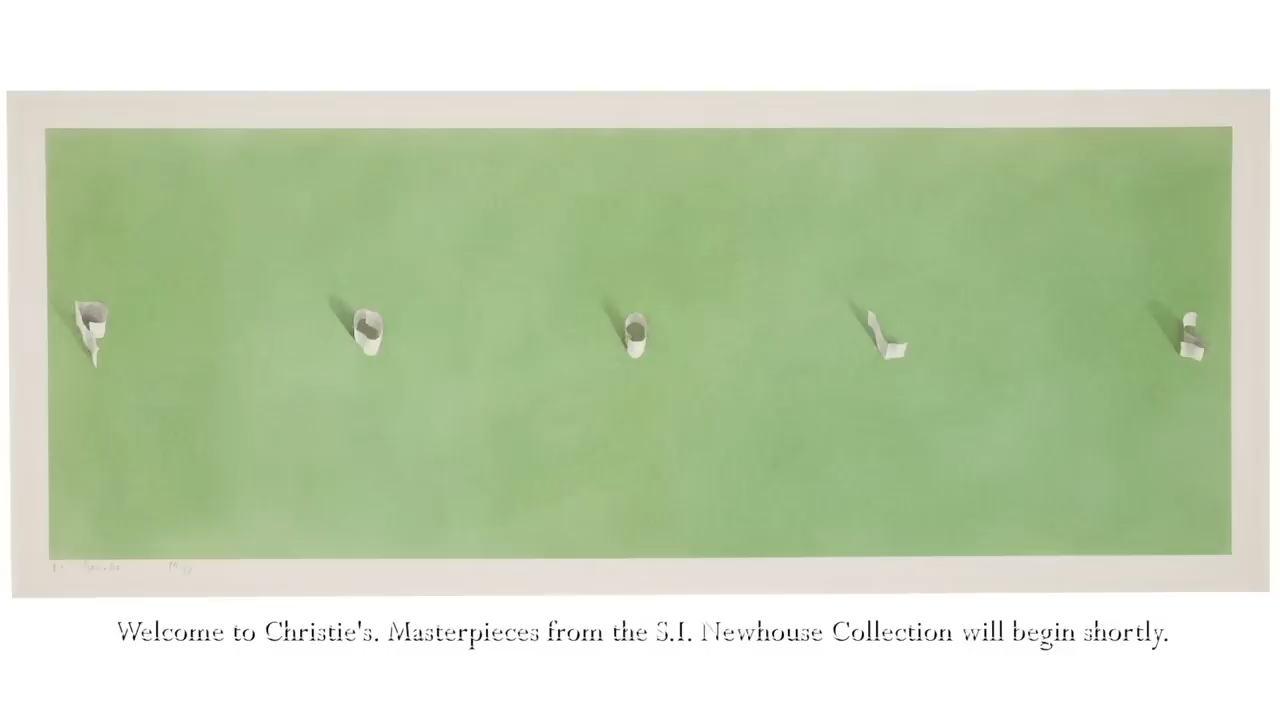 Welcome to Christie's. Masterpieces from the S.I. Newhouse Collection will begin shortly.